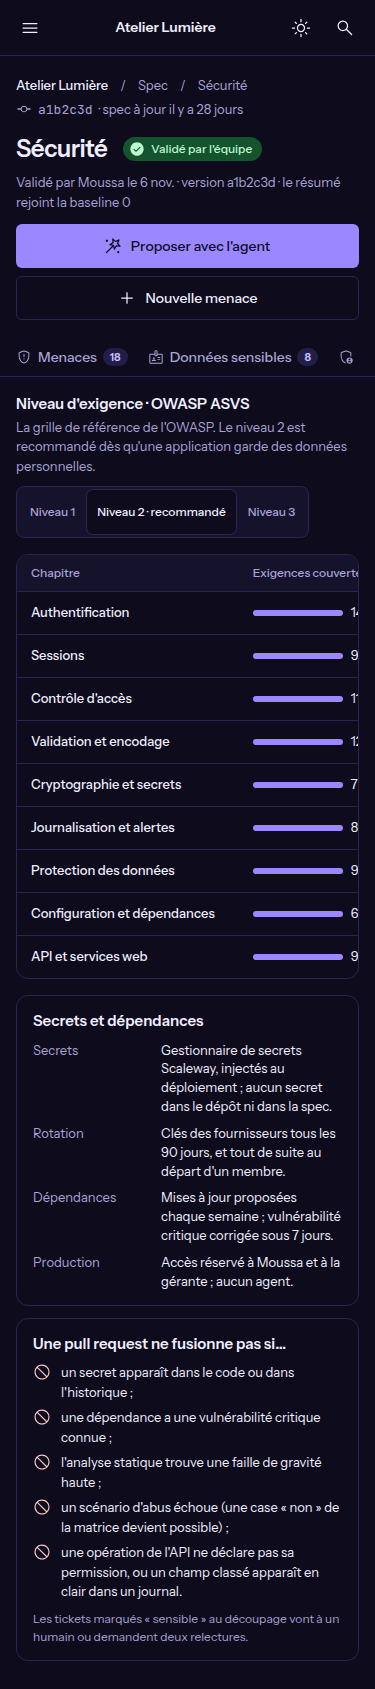 Atelier Lumière
Atelier Lumière / Spec / Sécurité
a1b2c3d · spec à jour il y a 28 jours
Sécurité Validé par l'équipe
Validé par Moussa le 6 nov. · version a1b2c3d · le résumé
rejoint la baseline 0
Proposer avec l'agent
Nouvelle menace
Menaces 18 Données sensibles 8
Niveau d'exigence · OWASP ASVS
La grille de référence de l'OWASP. Le niveau 2 est
recommandé dès qu'une application garde des données
personnelles.
Niveau 1 Niveau 2 · recommandé Niveau 3
Chapitre Exigences couverte
Authentification
Sessions 9
Contrôle d'accès
Validation et encodage
Cryptographie et secrets 7
Journalisation et alertes 8
Protection des données 9
Configuration et dépendances 6
API et services web 9
Secrets et dépendances
Secrets Gestionnaire de secrets
Scaleway, injectés au
déploiement ; aucun secret
dans le dépôt ni dans la spec.
Rotation Clés des fournisseurs tous les
90 jours, et tout de suite au
départ d'un membre.
Dépendances Mises à jour proposées
chaque semaine ; vulnérabilité
critique corrigée sous 7 jours.
Production Accès réservé à Moussa et à la
gérante ; aucun agent.
Une pull request ne fusionne pas si…
un secret apparaît dans le code ou dans
l'historique ;
une dépendance a une vulnérabilité critique
connue ;
l'analyse statique trouve une faille de gravité
haute ;
un scénario d'abus échoue (une case « non » de
la matrice devient possible) ;
une opération de l'API ne déclare pas sa
permission, ou un champ classé apparaît en
clair dans un journal.
Les tickets marqués « sensible » au découpage vont à un
humain ou demandent deux relectures.